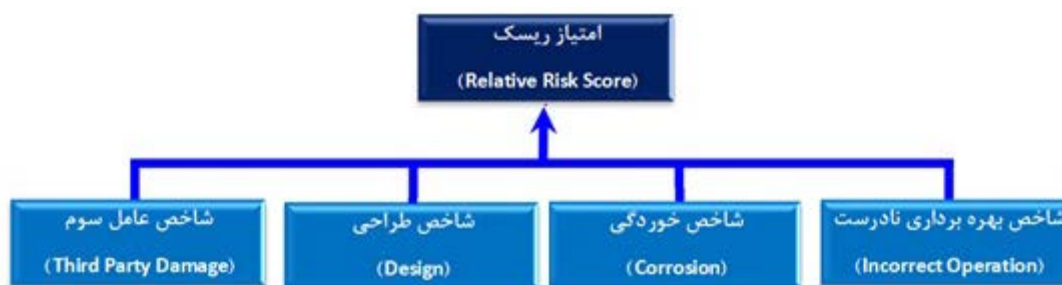 امتیاز ریسک
(Relative Risk Score)
شاخص عامل سوم
(Third Party Damage)
شاخص طراحی
(Design)
شاخص خوردگی
(Corrosion)
شاخص بهره برداری نادرست
(Incorrect Operation)